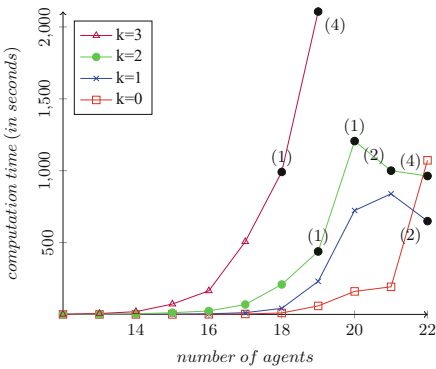 2,000
1,500
1,000
500
computation time (in seconds)
k=3
k=2
k=1
k=0
(4)
(1)
(1)
(2)
(4)
(1)
(2)
14
16
18
20
22
number of agents